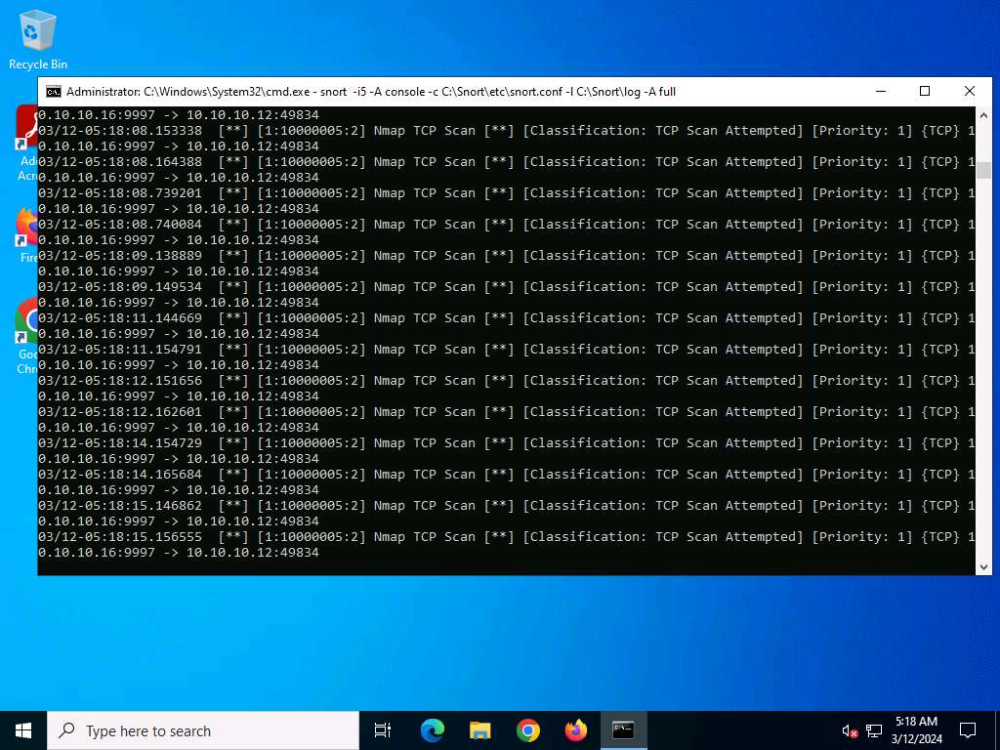 Recycle Bin
Administrator: C:\Windows\System32\cmd.exe - snort  -i5 -A console -c C:\Snort\etc\snort.conf -l C:\Snort\log -A full
0.10.10.16:9997 -> 10.10.10.12:49834
03/12-05:18:08.153338  [**] [1:10000005:2] Nmap TCP Scan [**] [Classification: TCP Scan Attempted] [Priority: 1] {TCP} 1
0.10.10.16:9997 -> 10.10.10.12:49834
03/12-05:18:08.164388  [**] [1:10000005:2] Nmap TCP Scan [**] [Classification: TCP Scan Attempted] [Priority: 1] {TCP} 1
0.10.10.16:9997 -> 10.10.10.12:49834
03/12-05:18:08.739201  [**] [1:10000005:2] Nmap TCP Scan [**] [Classification: TCP Scan Attempted] [Priority: 1] {TCP} 1
0.10.10.16:9997 -> 10.10.10.12:49834
03/12-05:18:08.740084  [**] [1:10000005:2] Nmap TCP Scan [**] [Classification: TCP Scan Attempted] [Priority: 1] {TCP} 1
0.10.10.16:9997 -> 10.10.10.12:49834
03/12-05:18:09.138889  [**] [1:10000005:2] Nmap TCP Scan [**] [Classification: TCP Scan Attempted] [Priority: 1] {TCP} 1
0.10.10.16:9997 -> 10.10.10.12:49834
03/12-05:18:09.149534  [**] [1:10000005:2] Nmap TCP Scan [**] [Classification: TCP Scan Attempted] [Priority: 1] {TCP} 1
0.10.10.16:9997 -> 10.10.10.12:49834
03/12-05:18:11.144669  [**] [1:10000005:2] Nmap TCP Scan [**] [Classification: TCP Scan Attempted] [Priority: 1] {TCP} 1
0.10.10.16:9997 -> 10.10.10.12:49834
03/12-05:18:11.154791  [**] [1:10000005:2] Nmap TCP Scan [**] [Classification: TCP Scan Attempted] [Priority: 1] {TCP} 1
0.10.10.16:9997 -> 10.10.10.12:49834
03/12-05:18:12.151656  [**] [1:10000005:2] Nmap TCP Scan [**] [Classification: TCP Scan Attempted] [Priority: 1] {TCP} 1
0.10.10.16:9997 -> 10.10.10.12:49834
03/12-05:18:12.162601  [**] [1:10000005:2] Nmap TCP Scan [**] [Classification: TCP Scan Attempted] [Priority: 1] {TCP} 1
0.10.10.16:9997 -> 10.10.10.12:49834
03/12-05:18:14.154729  [**] [1:10000005:2] Nmap TCP Scan [**] [Classification: TCP Scan Attempted] [Priority: 1] {TCP} 1
0.10.10.16:9997 -> 10.10.10.12:49834
03/12-05:18:14.165684  [**] [1:10000005:2] Nmap TCP Scan [**] [Classification: TCP Scan Attempted] [Priority: 1] {TCP} 1
0.10.10.16:9997 -> 10.10.10.12:49834
03/12-05:18:15.146862  [**] [1:10000005:2] Nmap TCP Scan [**] [Classification: TCP Scan Attempted] [Priority: 1] {TCP} 1
0.10.10.16:9997 -> 10.10.10.12:49834
03/12-05:18:15.156555  [**] [1:10000005:2] Nmap TCP Scan [**] [Classification: TCP Scan Attempted] [Priority: 1] {TCP} 1
0.10.10.16:9997 -> 10.10.10.12:49834
Ado
Acro
Fire
Goo
Chro
Type here to search
5:18 AM
3/12/2024